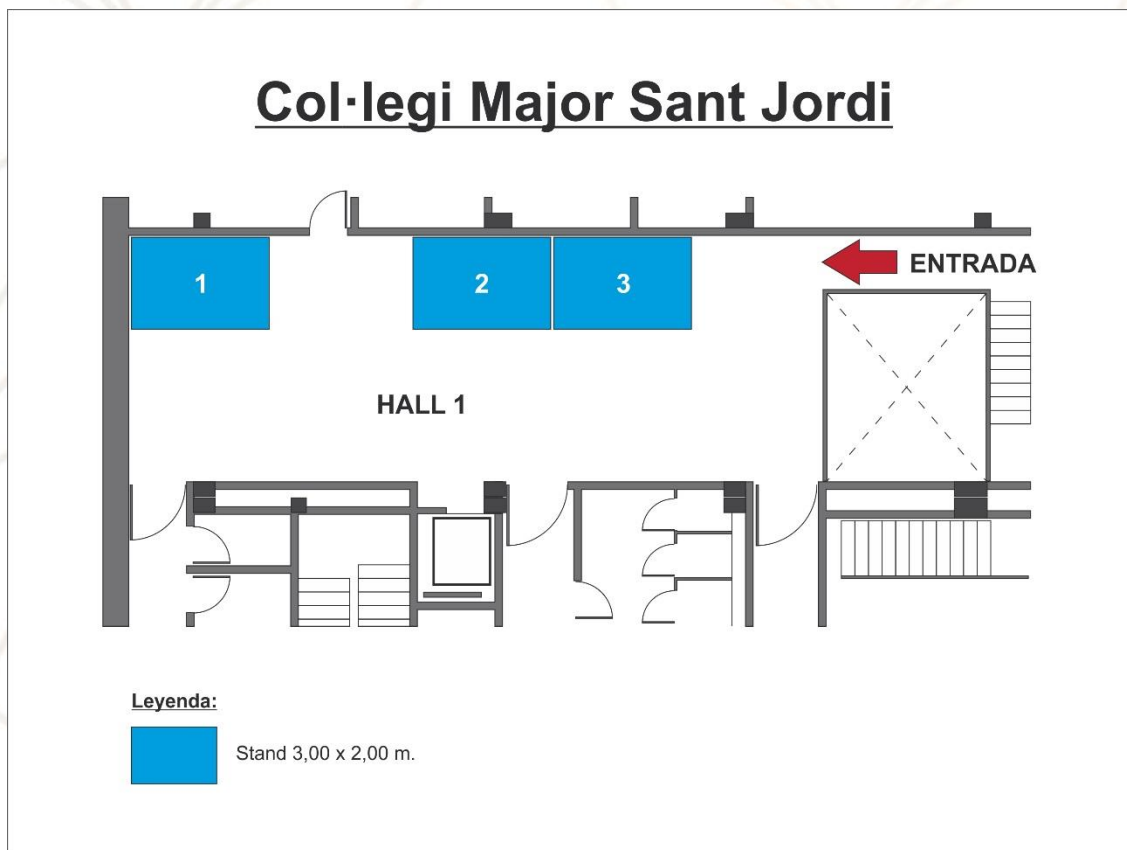 Col·legi Major Sant Jordi
1
2
3
ENTRADA
HALL 1
Leyenda:
Stand 3,00 x 2,00 m.